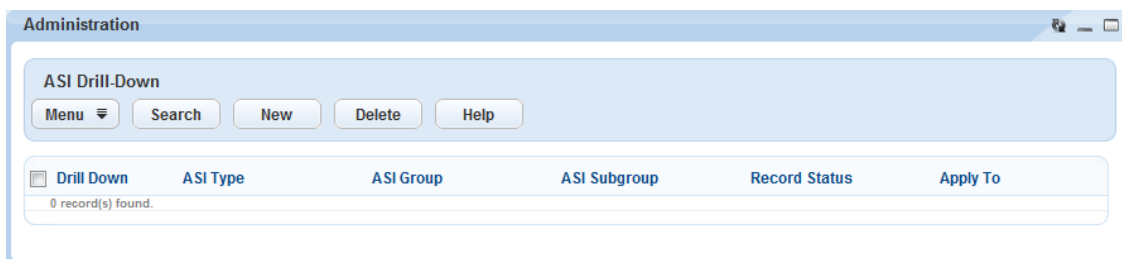 Administration
ASI Drill-Down
Menu Search New Delete Help
Drill Down ASI Type ASI Group ASI Subgroup Record Status Apply To
0 record(s) found.